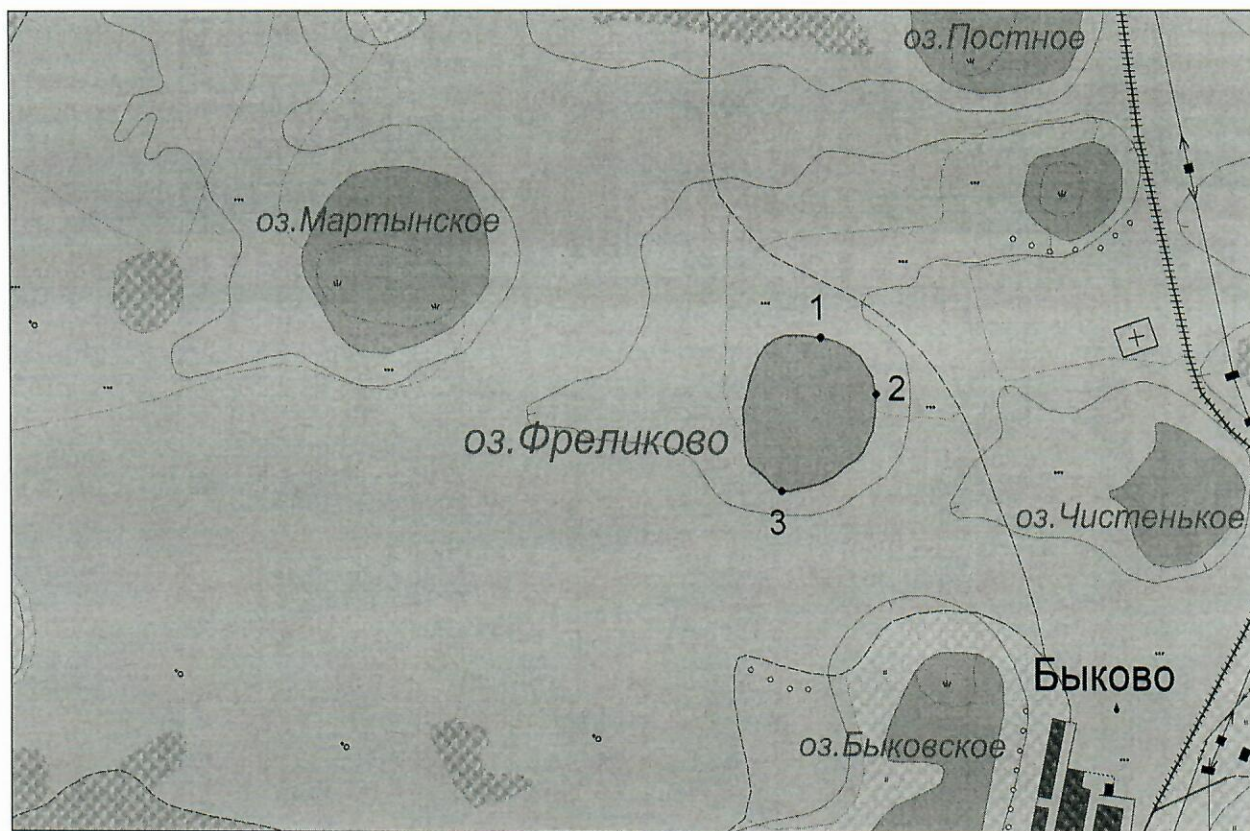 оз.Постное
оз.Мартынское
1
2
оз.Фреликово
3
оз.Чистенькое
Быково
оз.Быковское